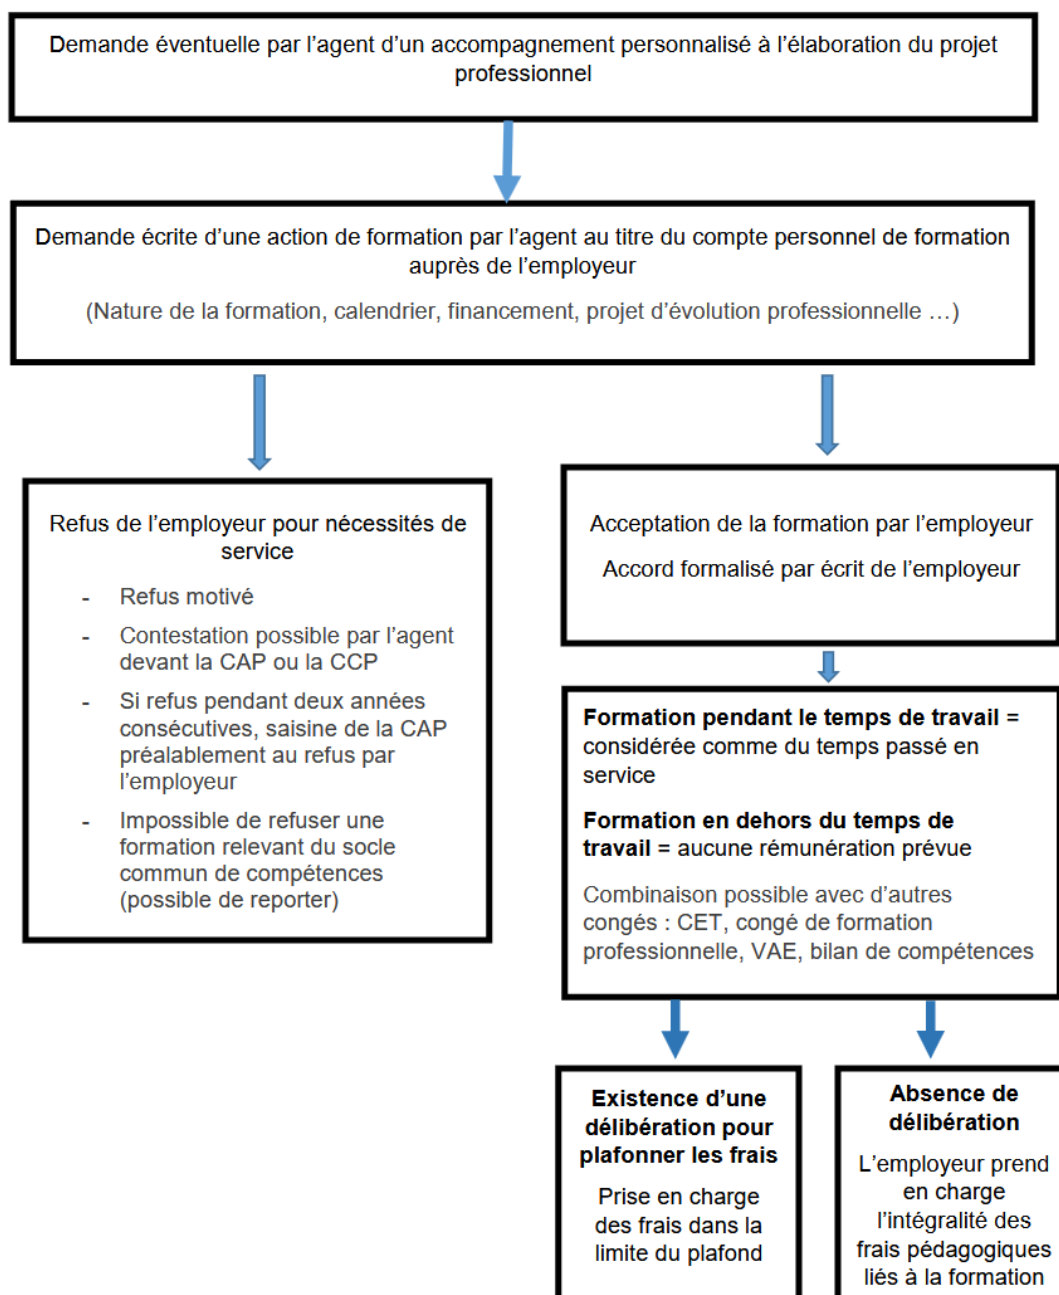 Demande éventuelle par l’agent d’un accompagnement personnalisé à l’élaboration du projet
professionnel
Demande écrite d’une action de formation par l’agent au titre du compte personnel de formation
auprès de l’employeur
(Nature de la formation, calendrier, financement, projet d’évolution professionnelle …)
Refus de l’employeur pour nécessités de
service
- Refus motivé
- Contestation possible par l’agent
devant la CAP ou la CCP
- Si refus pendant deux années
consécutives, saisine de la CAP
préalablement au refus par
l’employeur
- Impossible de refuser une
formation relevant du socle
commun de compétences
(possible de reporter)
Acceptation de la formation par l’employeur
Accord formalisé par écrit de l’employeur
Formation pendant le temps de travail =
considérée comme du temps passé en
service
Formation en dehors du temps de
travail = aucune rémunération prévue
Combinaison possible avec d’autres
congés : CET, congé de formation
professionnelle, VAE, bilan de compétences
Existence d’une
délibération pour
plafonner les frais
Prise en charge
des frais dans la
limite du plafond
Absence de
délibération
L’employeur prend
en charge
l’intégralité des
frais pédagogiques
liés à la formation